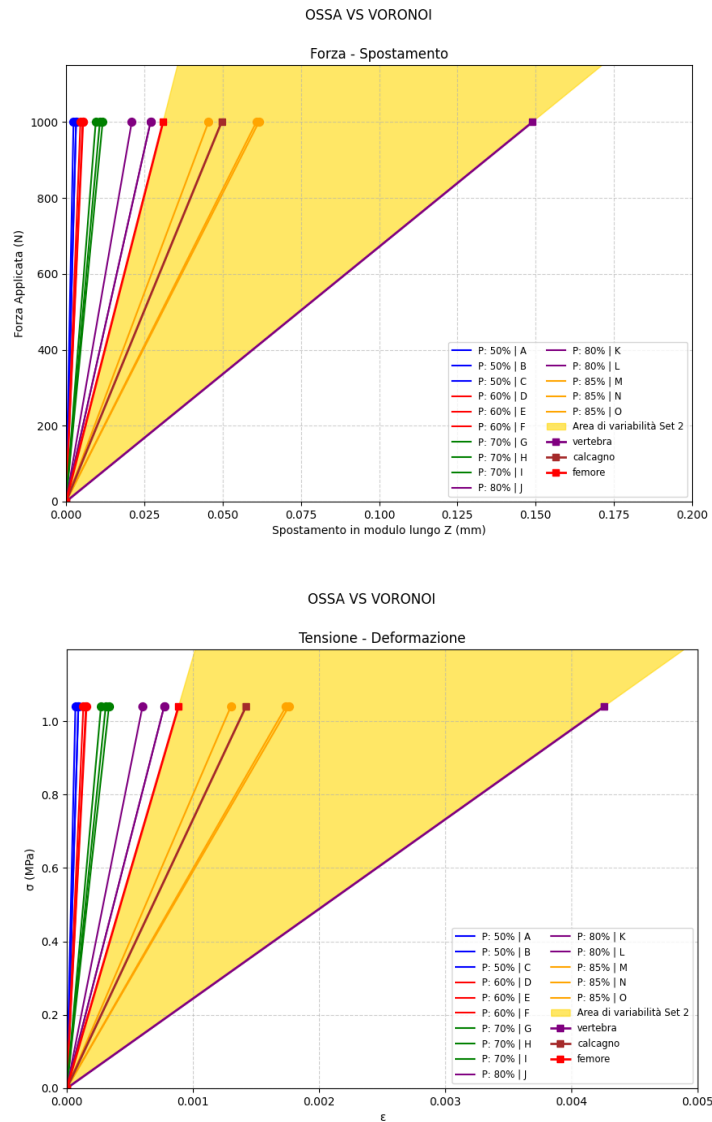 OSSA VS VORONOI
Forza - Spostamento
Forza Applicata (N)
1000
800
600
400
200
0
0.000 0.025 0.050 0.075 0.100 0.125 0.150 0.175 0.200
Spostamento in modulo lungo Z (mm)
P: 50% | A
P: 50% | B
P: 50% | C
P: 60% | D
P: 60% | E
P: 60% | F
P: 70% | G
P: 70% | H
P: 70% | I
P: 80% | J
P: 80% | K
P: 80% | L
P: 85% | M
P: 85% | N
P: 85% | O
Area di variabilità Set 2
vertebra
calcagno
femore
OSSA VS VORONOI
Tensione - Deformazione
σ (MPa)
1.0
0.8
0.6
0.4
0.2
0.0
0.000 0.001 0.002 0.003 0.004 0.005
ε
P: 50% | A
P: 50% | B
P: 50% | C
P: 60% | D
P: 60% | E
P: 60% | F
P: 70% | G
P: 70% | H
P: 70% | I
P: 80% | J
P: 80% | K
P: 80% | L
P: 85% | M
P: 85% | N
P: 85% | O
Area di variabilità Set 2
vertebra
calcagno
femore